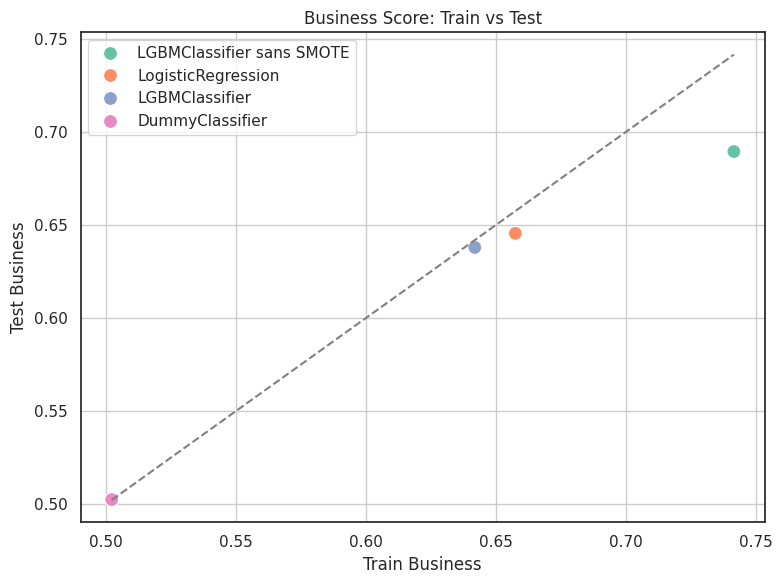 Business Score: Train vs Test
LGBMClassifier sans SMOTE
LogisticRegression
LGBMClassifier
DummyClassifier
Test Business
0.75
0.70
0.65
0.60
0.55
0.50
0.50 0.55 0.60 0.65 0.70 0.75
Train Business